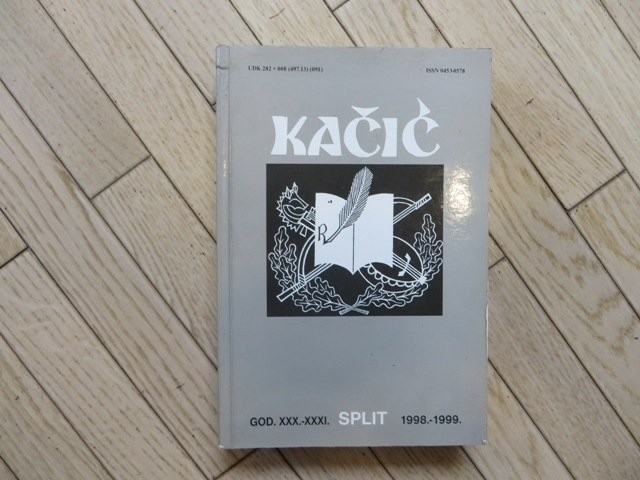 UDK 282 + 008 (497.13) (091) ISSN 0453-0578
KAČIĆ
R
GOD. XXX.-XXXI. SPLIT 1998.-1999.